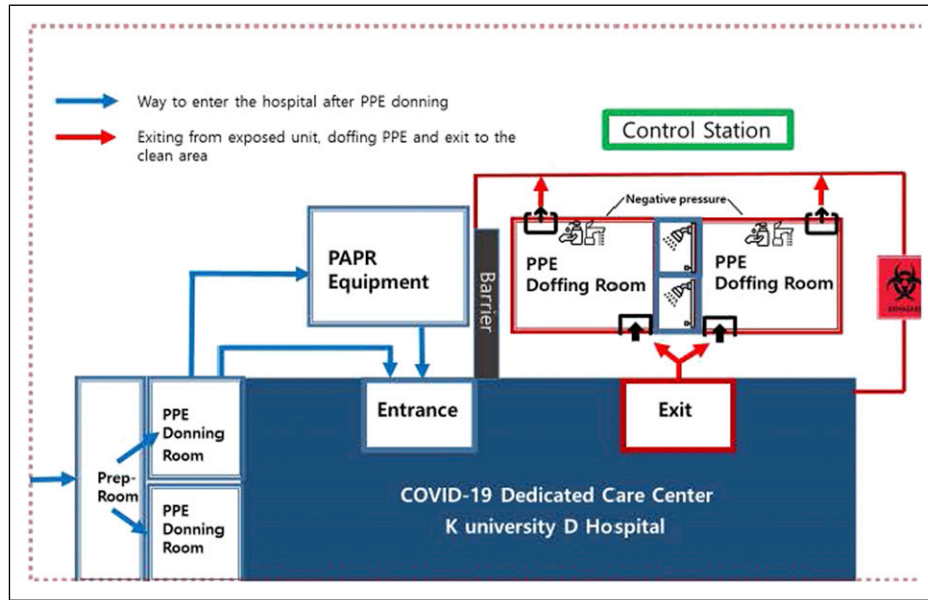 Way to enter the hospital after PPE donning
Exiting from exposed unit, doffing PPE and exit to the
clean area
Control Station
Negative pressure
PAPR
Equipment
Barrier
PPE
Doffing Room
PPE
Doffing Room
BIOHAZARD
Entrance
Exit
Prep-
Room
PPE
Donning
Room
PPE
Donning
Room
COVID-19 Dedicated Care Center
K university D Hospital